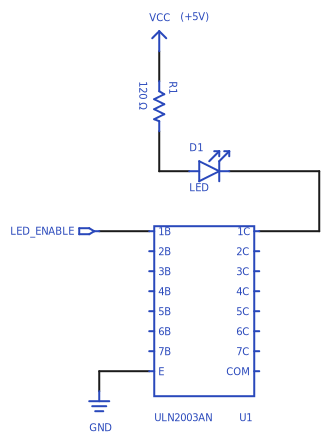 VCC (+5V)
R1
120 Ω
D1
LED
LED_ENABLE
1B 1C
2B 2C
3B 3C
4B 4C
5B 5C
6B 6C
7B 7C
E COM
ULN2003AN U1
GND